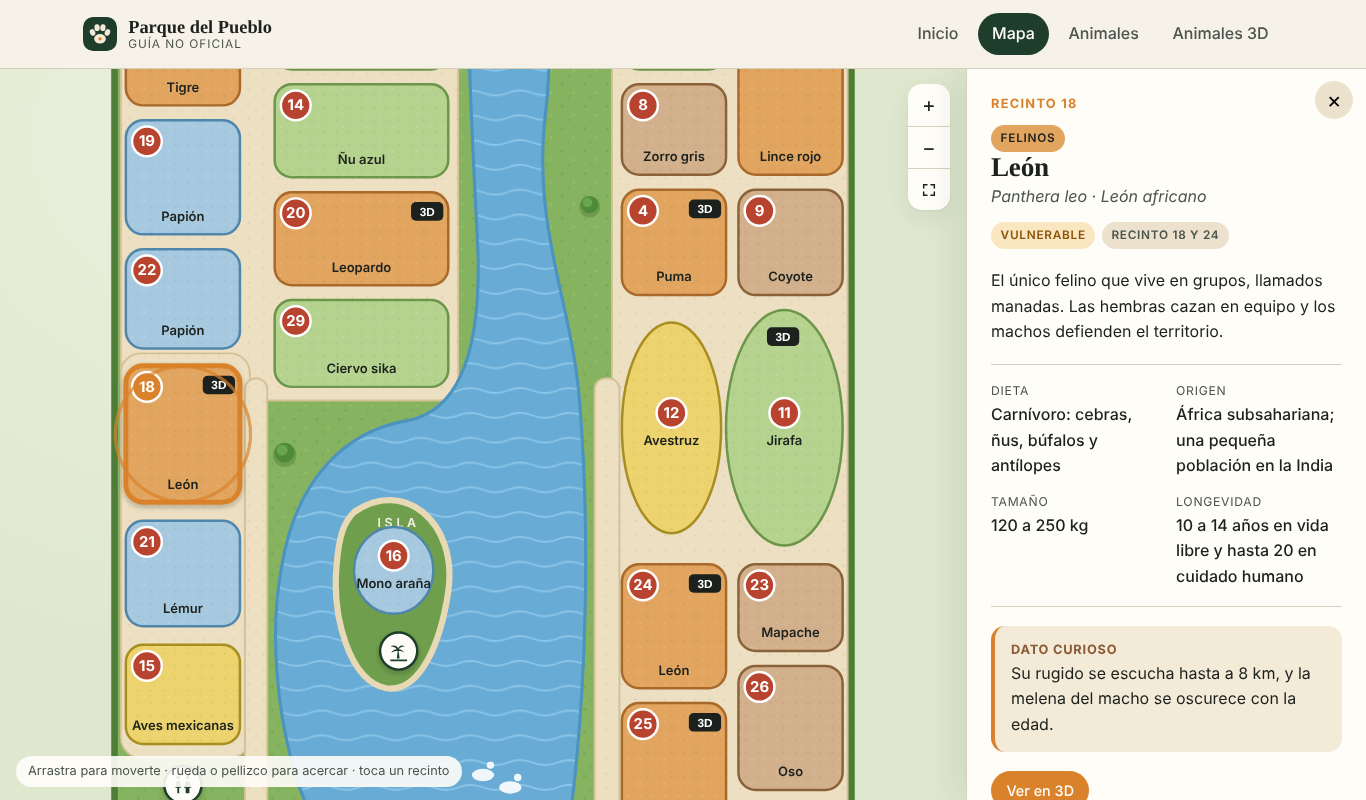 Parque del Pueblo
GUÍA NO OFICIAL
Inicio
Mapa
Animales
Animales 3D
Tigre
19
Papión
22
Papión
18
3D
León
21
Lémur
15
Aves mexicanas
14
Ñu azul
20
3D
Leopardo
29
Ciervo sika
ISLA
16
Mono araña
8
Zorro gris
Lince rojo
4
3D
Puma
9
Coyote
12
Avestruz
3D
11
Jirafa
24
3D
León
23
Mapache
25
3D
26
Oso
+
−
Arrastra para moverte · rueda o pellizco para acercar · toca un recinto
RECINTO 18
×
FELINOS
León
Panthera leo · León africano
VULNERABLE
RECINTO 18 Y 24
El único felino que vive en grupos, llamados
manadas. Las hembras cazan en equipo y los
machos defienden el territorio.
DIETA
Carnívoro: cebras,
ñus, búfalos y
antílopes
ORIGEN
África subsahariana;
una pequeña
población en la India
TAMAÑO
120 a 250 kg
LONGEVIDAD
10 a 14 años en vida
libre y hasta 20 en
cuidado humano
DATO CURIOSO
Su rugido se escucha hasta a 8 km, y la
melena del macho se oscurece con la
edad.
Ver en 3D